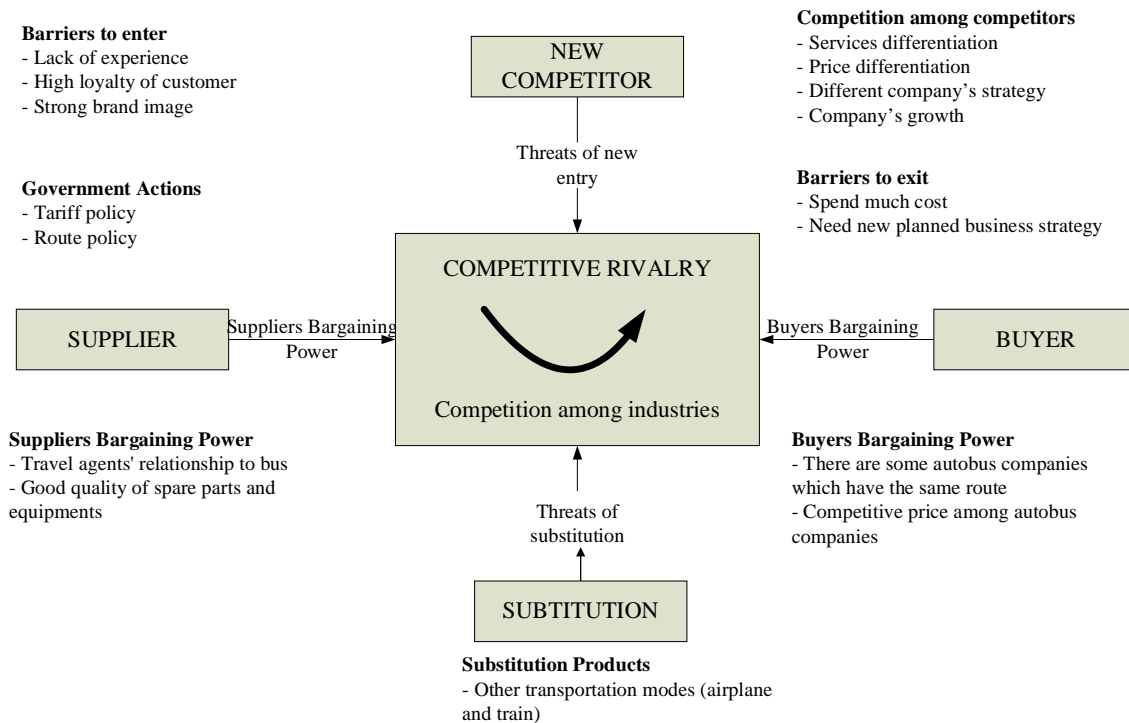 Barriers to enter
- Lack of experience
- High loyalty of customer
- Strong brand image
NEW
COMPETITOR
Competition among competitors
- Services differentiation
- Price differentiation
- Different company’s strategy
- Company’s growth
Threats of new
entry
Government Actions
- Tariff policy
- Route policy
Barriers to exit
- Spend much cost
- Need new planned business strategy
COMPETITIVE RIVALRY
Competition among industries
SUPPLIER
Suppliers Bargaining
Power
Buyers Bargaining
Power
BUYER
Suppliers Bargaining Power
- Travel agents' relationship to bus
- Good quality of spare parts and
equipments
Buyers Bargaining Power
- There are some autobus companies
which have the same route
- Competitive price among autobus
companies
Threats of
substitution
SUBTITUTION
Substitution Products
- Other transportation modes (airplane
and train)